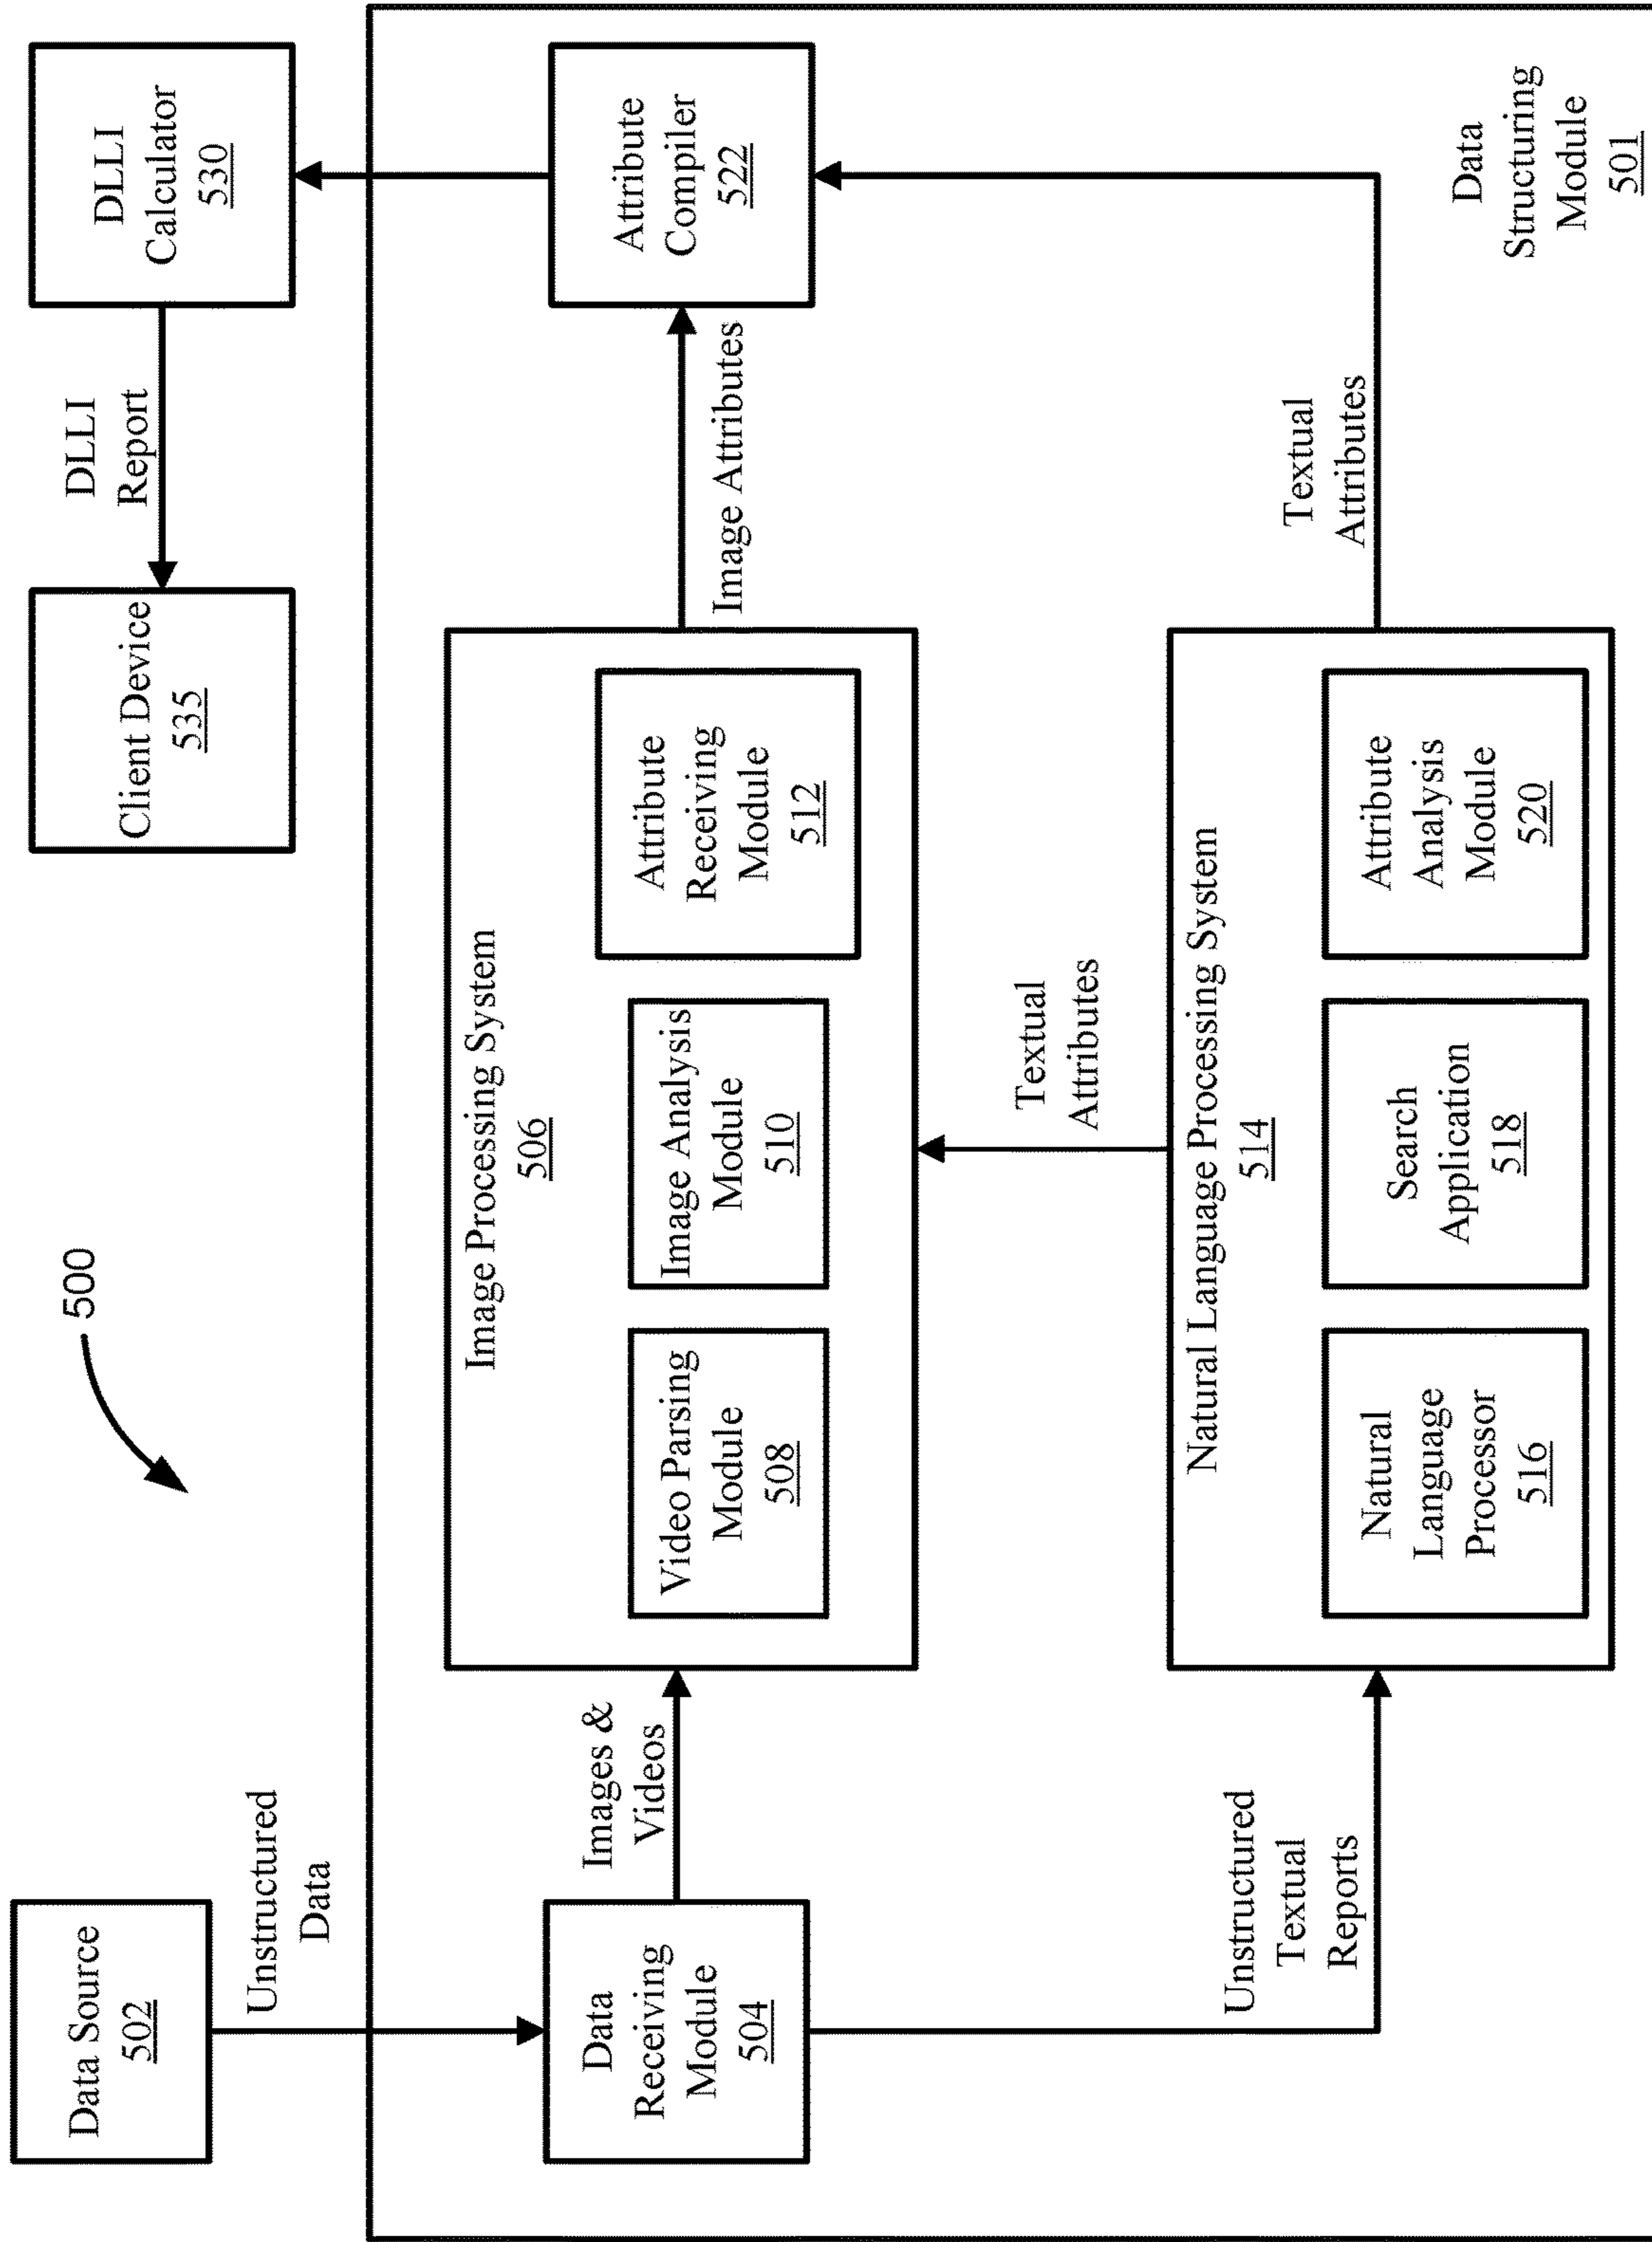 500
Data Source
502
Unstructured
Data
Client Device
535
DLLI
Report
DLLI
Calculator
530
Data
Receiving
Module
504
Images &
Videos
Image Processing System
506
Video Parsing
Module
508
Image Analysis
Module
510
Attribute
Receiving
Module
512
Image Attributes
Attribute
Compiler
522
Textual
Attributes
Unstructured
Textual
Reports
Natural Language Processing System
514
Natural
Language
Processor
516
Search
Application
518
Attribute
Analysis
Module
520
Textual
Attributes
Data
Structuring
Module
501